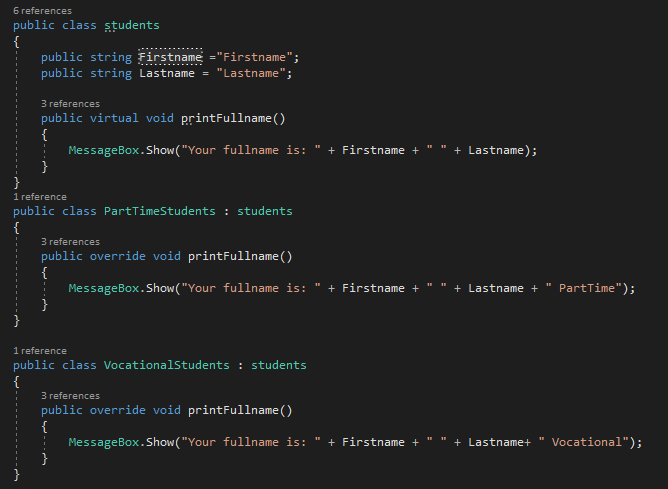 6 references
public class students
{
public string Firstname ="Firstname";
public string Lastname = "Lastname";
3 references
public virtual void printFullname()
{
MessageBox.Show("Your fullname is: " + Firstname + " " + Lastname);
}
}
1 reference
public class PartTimeStudents : students
{
3 references
public override void printFullname()
{
MessageBox.Show("Your fullname is: " + Firstname + " " + Lastname + " PartTime");
}
}
1 reference
public class VocationalStudents : students
{
3 references
public override void printFullname()
{
MessageBox.Show("Your fullname is: " + Firstname + " " + Lastname+ " Vocational");
}
}